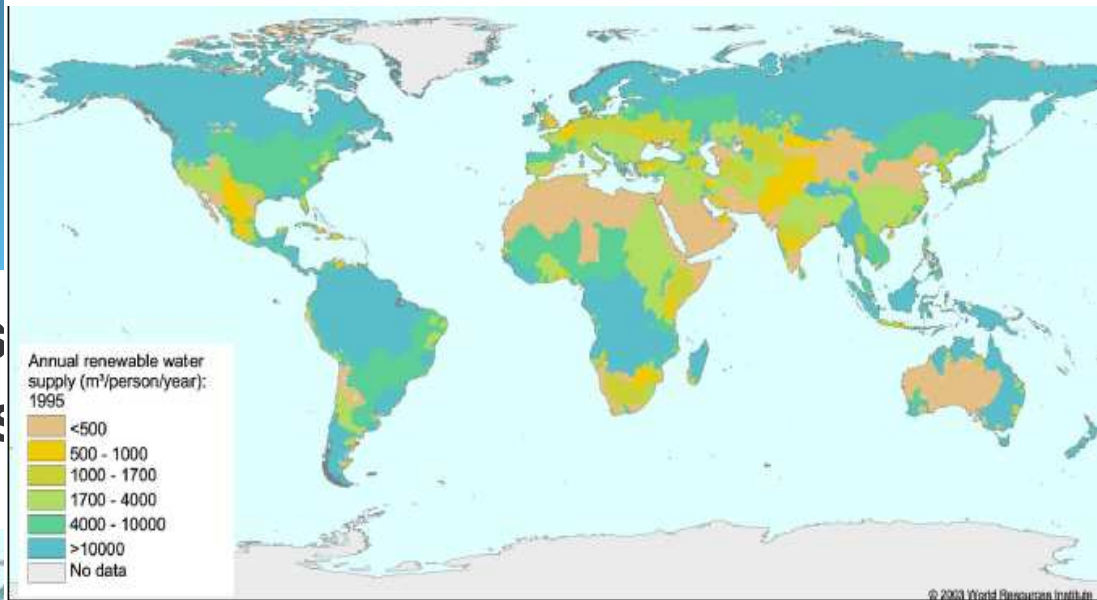 Annual renewable water
supply (m³/person/year):
1995
<500
500 - 1000
1000 - 1700
1700 - 4000
4000 - 10000
>10000
No data
© 2003 World Resources Institute